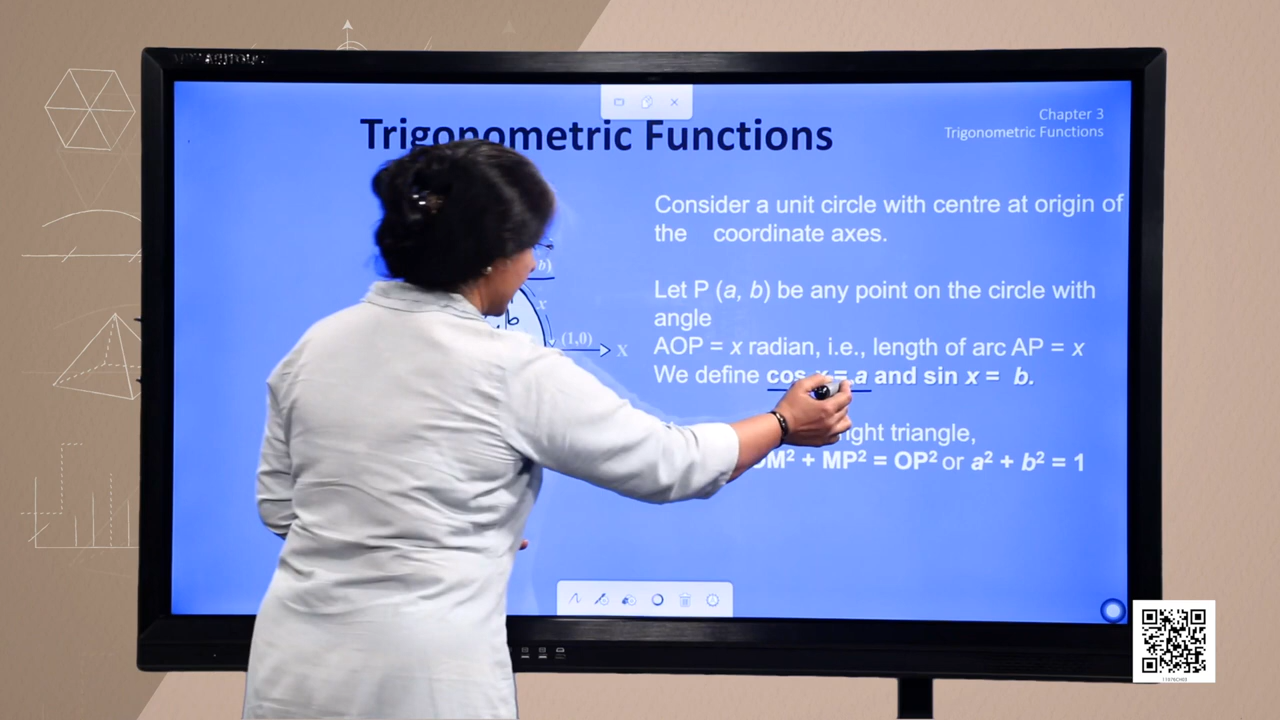 Trigonometric Functions
Chapter 3
Trigonometric Functions
Consider a unit circle with centre at origin of
the coordinate axes.
b)
x
b
(1,0)
X
Let P (a, b) be any point on the circle with
angle
AOP = x radian, i.e., length of arc AP = x
We define cos x = a and sin x = b.
triangle,
+ MP² = OP² or a² + b² = 1
11076CH03